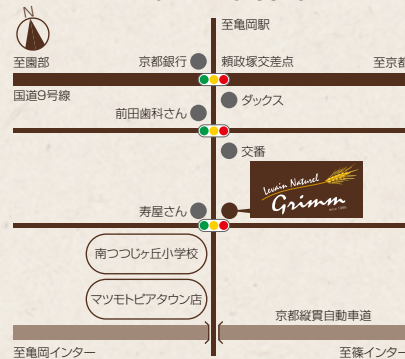 N
至亀岡駅
至園部
京都銀行
頼政塚交差点
至京都
国道9号線
ダックス
前田歯科さん
交番
Levain Naturel
Grimm
寿屋さん
南つつじヶ丘小学校
マツモトピアタウン店
京都縦貫自動車道
至亀岡インター
至篠インター